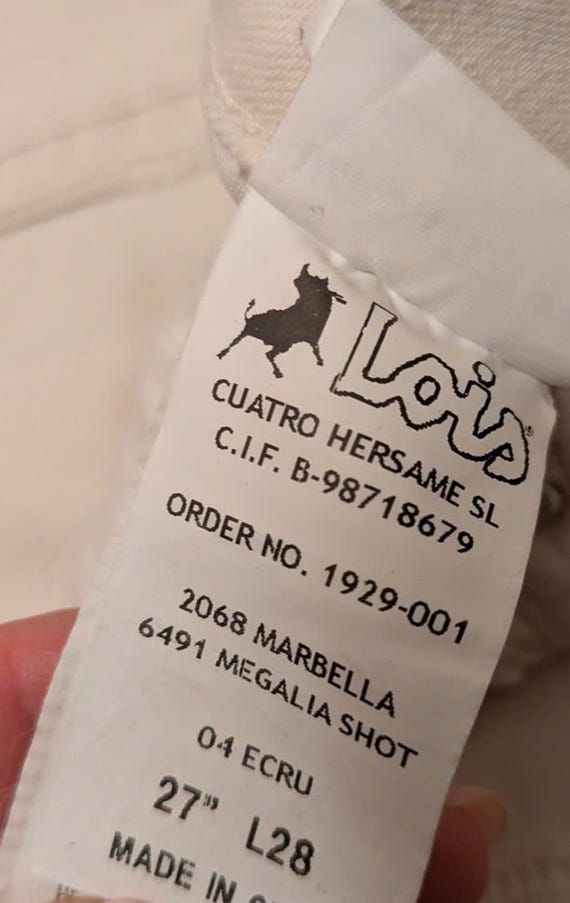 Lois
CUATRO HERSAME SL
C.I.F. B-98718679
ORDER NO. 1929-001
2068 MARBELLA
6491 MEGALIA SHOT
04 ECRU
27" L28
MADE IN